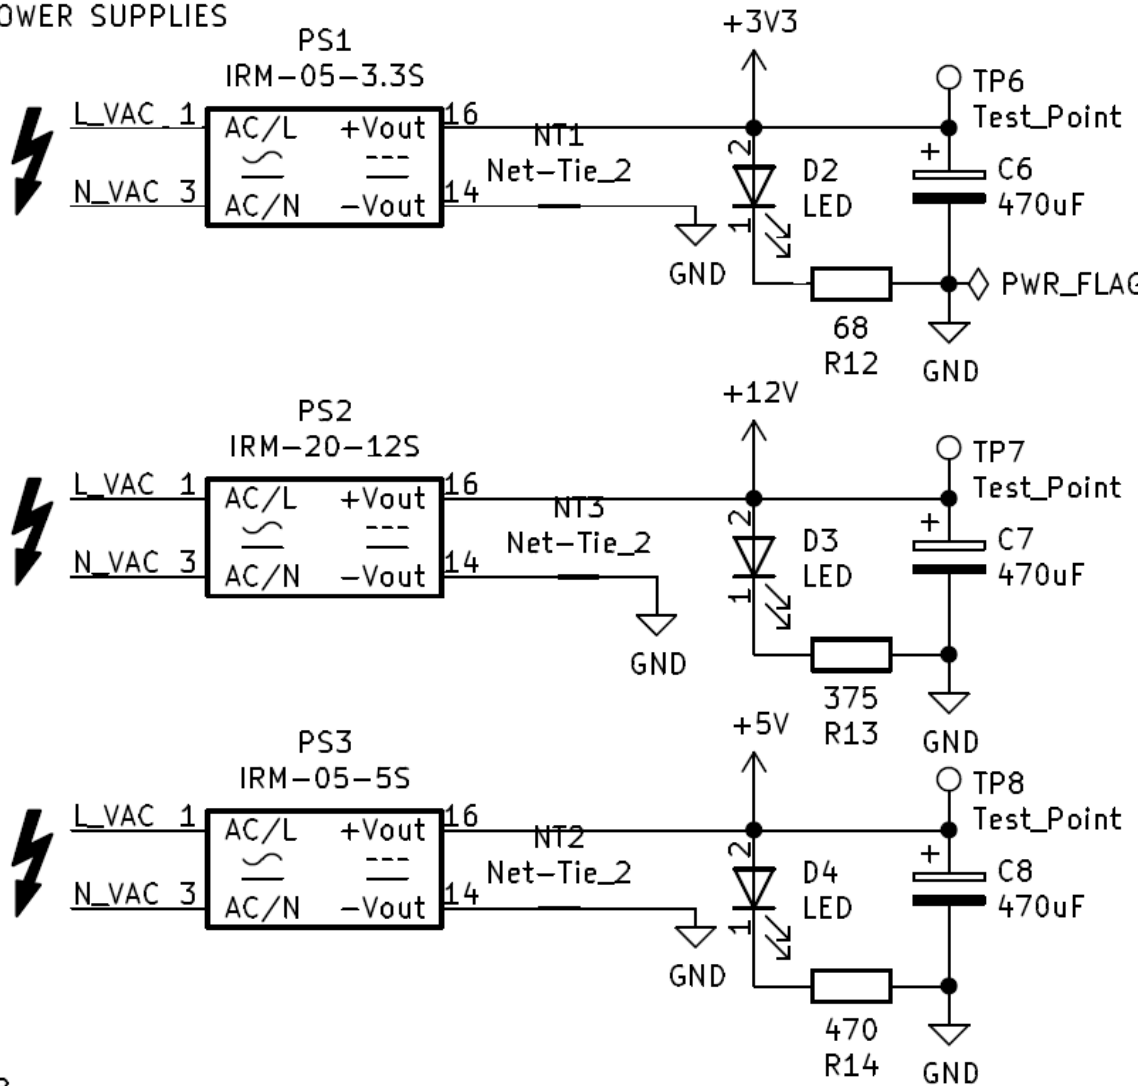 OWER SUPPLIES
PS1
IRM-05-3.3S
L_VAC 1
AC/L
+Vout
16
N_VAC 3
AC/N
-Vout
14
NT1
Net-Tie_2
GND
+3V3
2
D2
LED
1
TP6
Test_Point
+
C6
470uF
PWR_FLAG
68
R12
GND
PS2
IRM-20-12S
L_VAC 1
AC/L
+Vout
16
N_VAC 3
AC/N
-Vout
14
NT3
Net-Tie_2
GND
+12V
2
D3
LED
1
TP7
Test_Point
+
C7
470uF
375
R13
GND
PS3
IRM-05-5S
L_VAC 1
AC/L
+Vout
16
N_VAC 3
AC/N
-Vout
14
NT2
Net-Tie_2
GND
+5V
2
D4
LED
1
TP8
Test_Point
+
C8
470uF
470
R14
GND